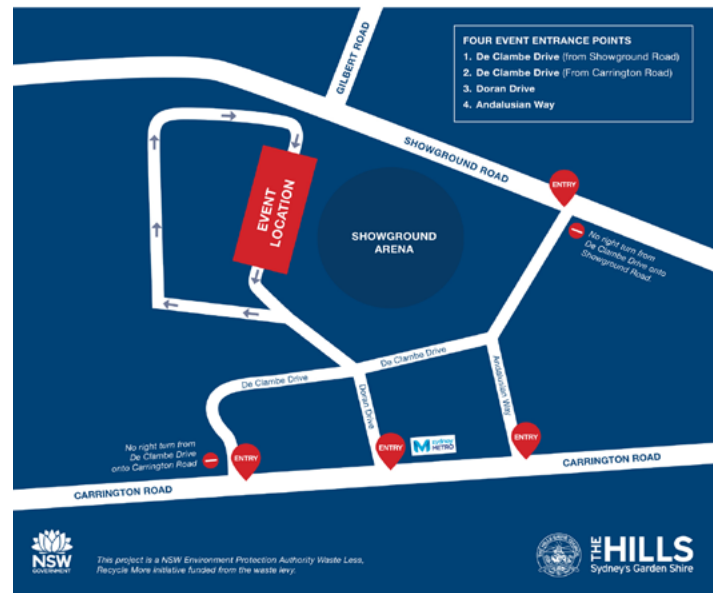 FOUR EVENT ENTRANCE POINTS
1. De Clambe Drive (from Showground Road)
2. De Clambe Drive (From Carrington Road)
3. Doran Drive
4. Andalusian Way
GILBERT ROAD
SHOWGROUND ROAD
ENTRY
No right turn from
De Clambe Drive onto
Showground Road.
EVENT
LOCATION
SHOWGROUND
ARENA
De Clambe Drive
De Clambe Drive
Doran Drive
Andalusian Way
No right turn from
De Clambe Drive
onto Carrington Road
ENTRY
ENTRY
M sydney
METRO
ENTRY
CARRINGTON ROAD
CARRINGTON ROAD
NSW
GOVERNMENT
This project is a NSW Environment Protection Authority Waste Less,
Recycle More initiative funded from the waste levy.
THE HILLS
Sydney's Garden Shire